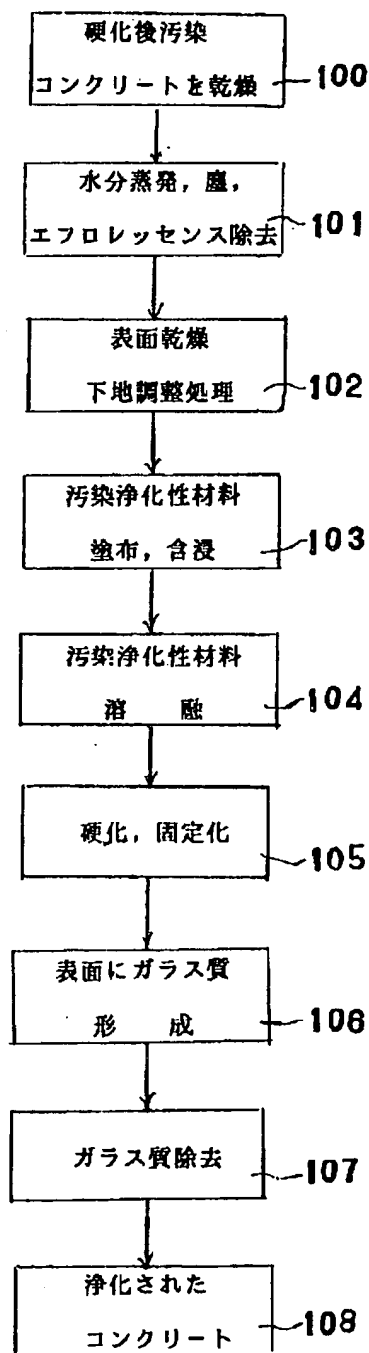 硬化後汚染
コンクリートを乾燥
100
水分蒸発,塵,
エフロレッセンス除去
101
表面乾燥
下地調整処理
102
汚染浄化性材料
塗布,含浸
103
汚染浄化性材料
溶 融
104
硬化,固定化
105
表面にガラス質
形 成
106
ガラス質除去
107
浄化された
コンクリート
108